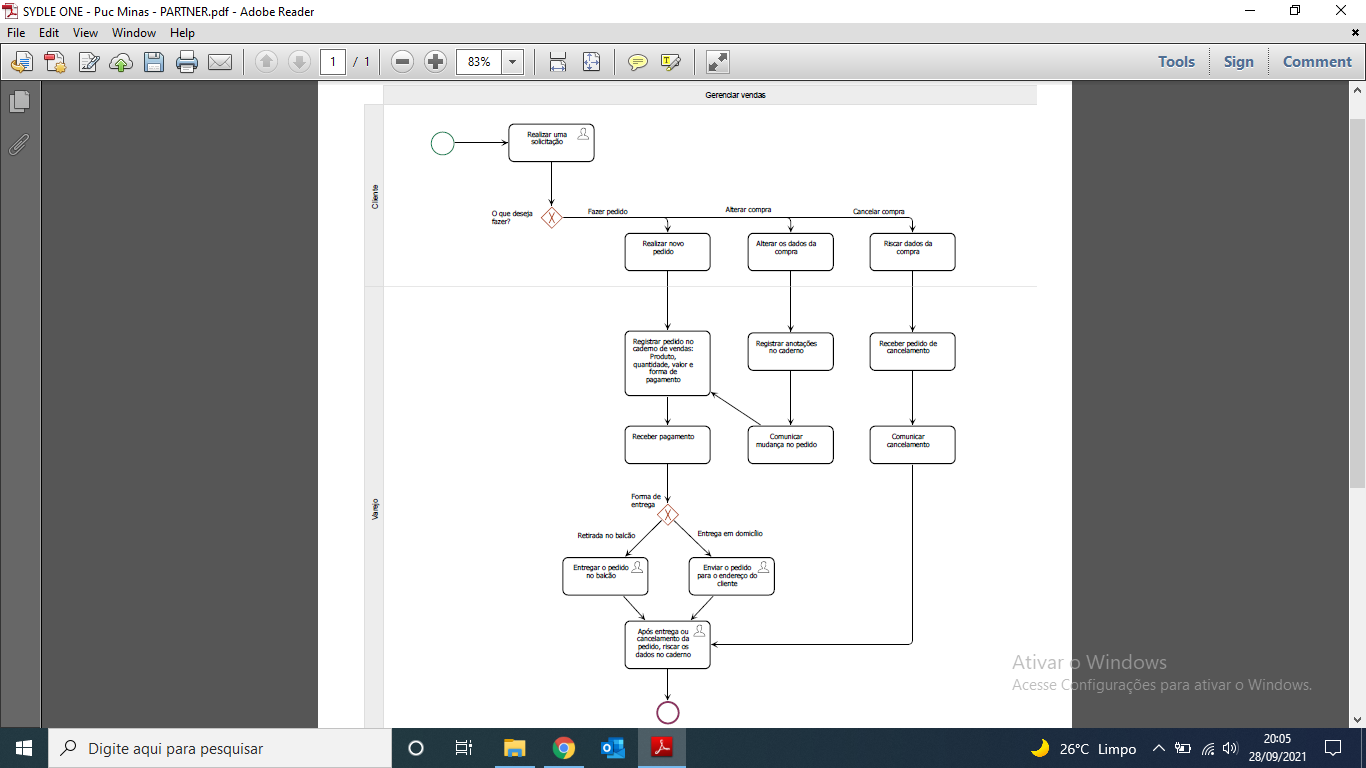 SYDLE ONE - Puc Minas - PARTNER.pdf - Adobe Reader
File Edit View Window Help
1 / 1 83% Tools Sign Comment
Gerenciar vendas
Cliente
Realizar uma
solicitação
O que deseja
fazer?
Fazer pedido
Alterar compra
Cancelar compra
Realizar novo
pedido
Alterar os dados da
compra
Riscar dados da
compra
Varejo
Registrar pedido no
caderno de vendas:
Produto,
quantidade, valor e
forma de
pagamento
Registrar anotações
no caderno
Receber pedido de
cancelamento
Receber pagamento
Comunicar
mudança no pedido
Comunicar
cancelamento
Forma de
entrega
Retirada no balcão
Entrega em domicílio
Entregar o pedido
no balcão
Enviar o pedido
para o endereço do
cliente
Após entrega ou
cancelamento da
pedido, riscar os
dados no caderno
Ativar o Windows
Acesse Configurações para ativar o Windows.
Digite aqui para pesquisar
26°C Limpo
20:05
28/09/2021